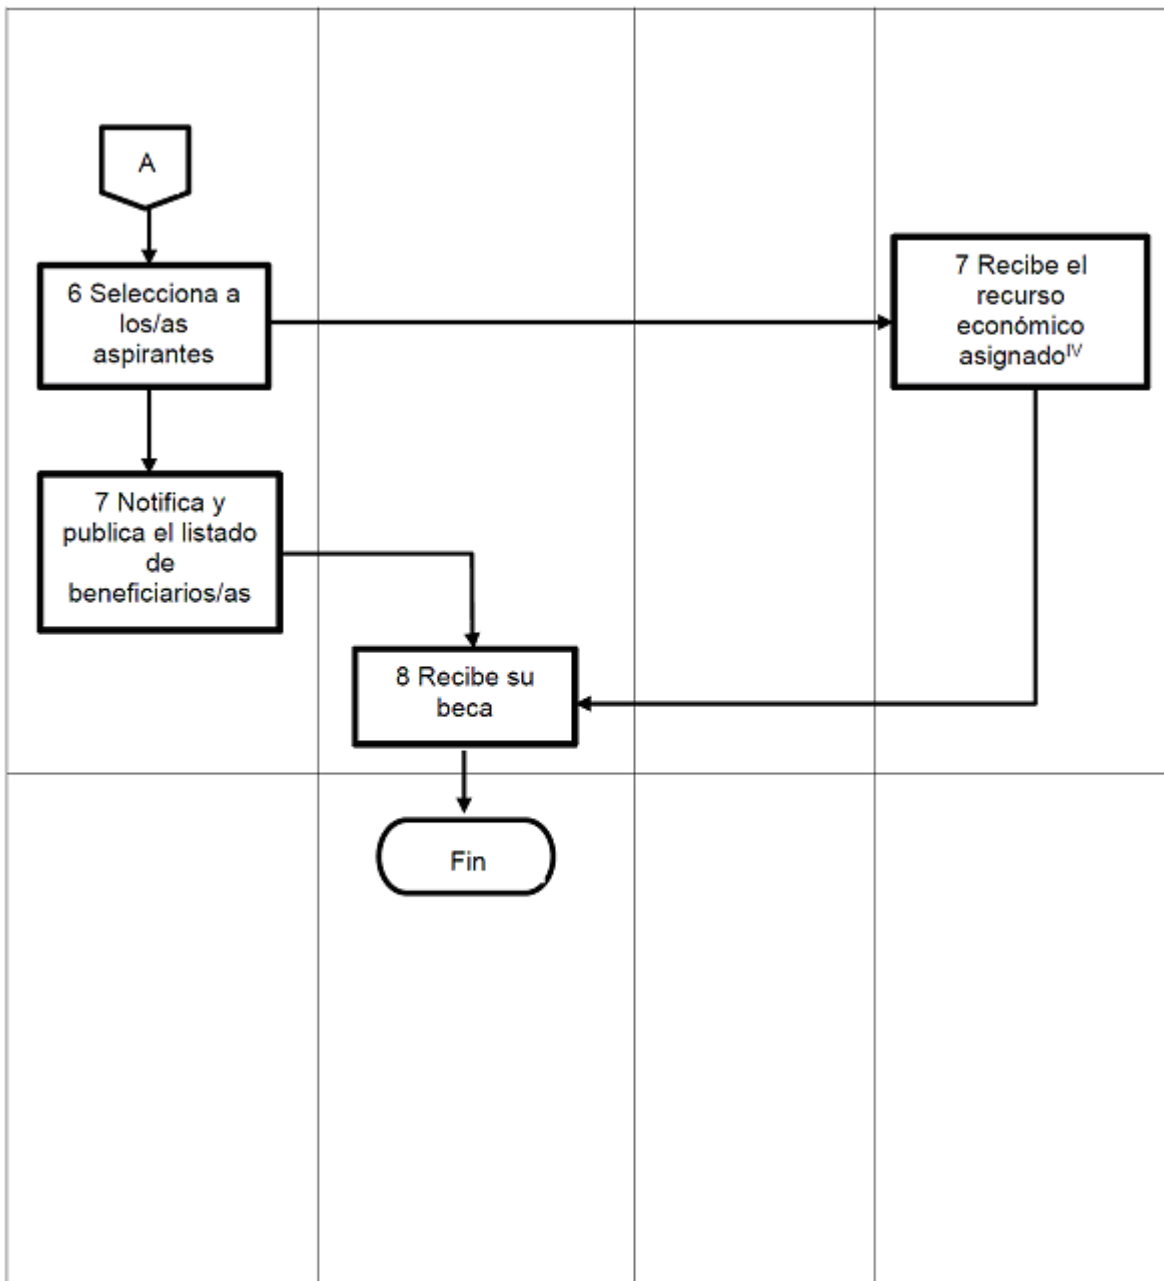 A
6 Selecciona a
los/as
aspirantes
7 Recibe el
recurso
económico
asignadoIV
7 Notifica y
publica el listado
de
beneficiarios/as
8 Recibe su
beca
Fin